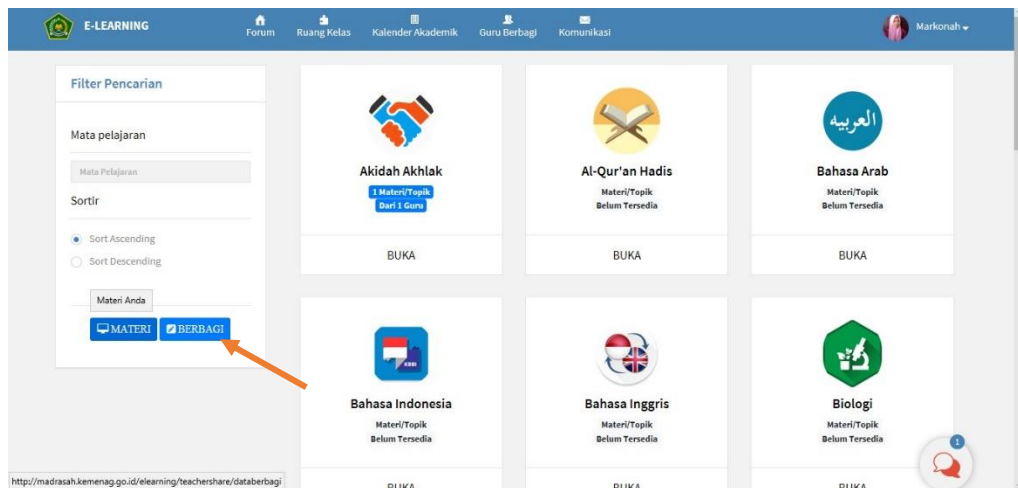 E-LEARNING
Forum
Ruang Kelas
Kalender Akademik
Guru Berbagi
Komunikasi
Markonah
Filter Pencarian
Mata pelajaran
Mata Pelajaran
Sortir
Sort Ascending
Sort Descending
Materi Anda
MATERI
BERBAGI
Akidah Akhlak
1 Materi/Topik
Dari 1 Guru
BUKA
Al-Qur'an Hadis
Materi/Topik
Belum Tersedia
BUKA
العربيه
Bahasa Arab
Materi/Topik
Belum Tersedia
BUKA
KBBI
Bahasa Indonesia
Materi/Topik
Belum Tersedia
BUKA
Bahasa Inggris
Materi/Topik
Belum Tersedia
BUKA
Biologi
Materi/Topik
Belum Tersedia
BUKA
1
http://madrasah.kemenag.go.id/elearning/teachershare/databerbagi